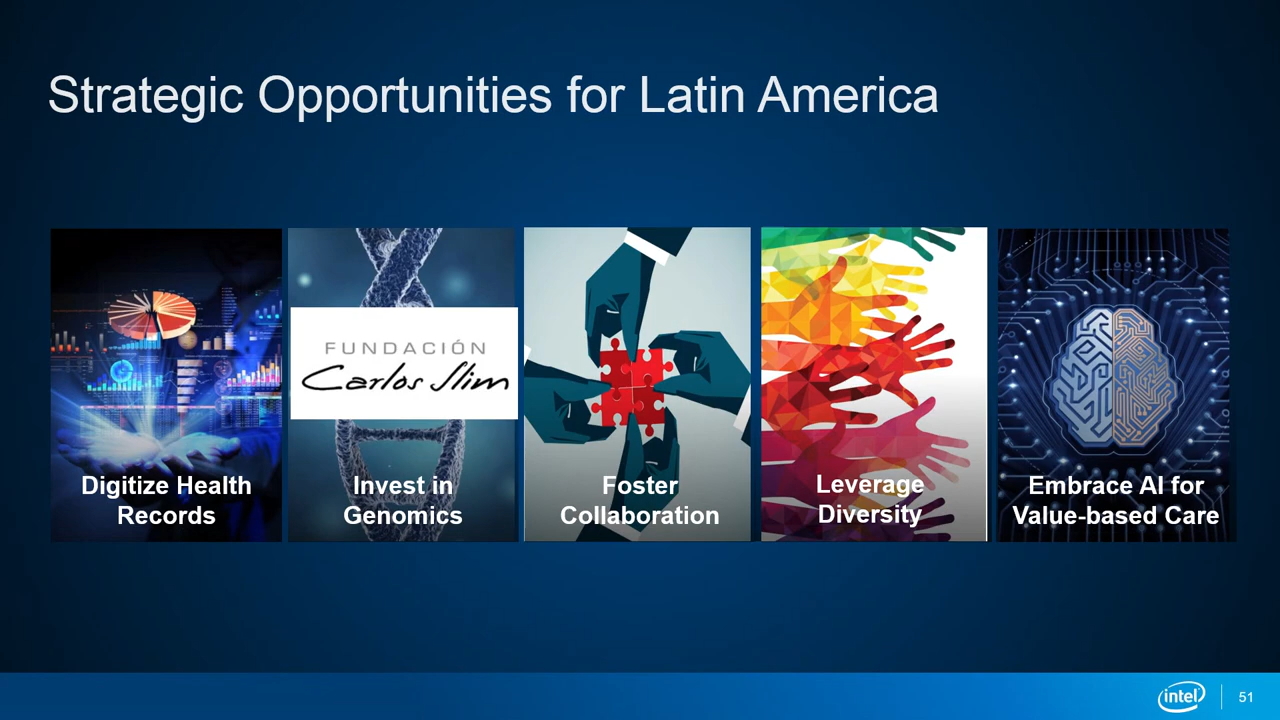 Strategic Opportunities for Latin America
FUNDACIÓN
Carlos Slim
Digitize Health
Records
Invest in
Genomics
Foster
Collaboration
Leverage
Diversity
Embrace AI for
Value-based Care
intel
51